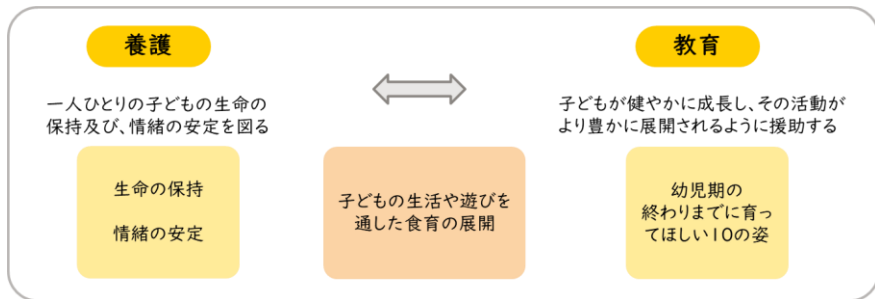 養護
教育
一人ひとりの子どもの生命の
保持及び、情緒の安定を図る
子どもが健やかに成長し、その活動が
より豊かに展開されるように援助する
生命の保持
情緒の安定
子どもの生活や遊びを
通した食育の展開
幼児期の
終わりまでに育っ
てほしい10の姿